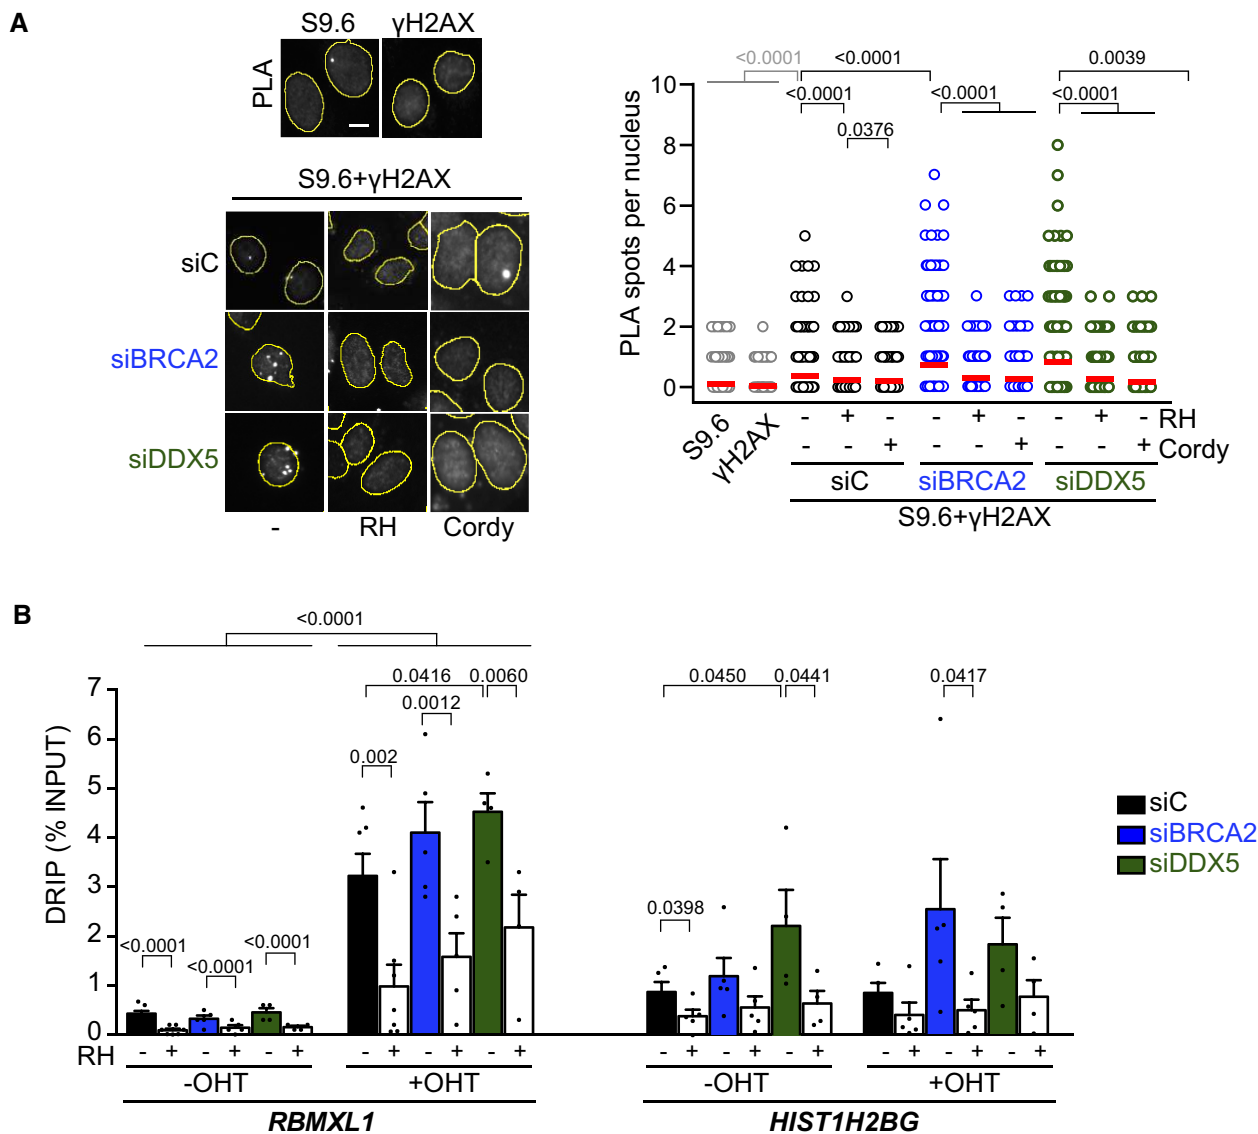 A
S9.6 γH2AX
PLA
S9.6+γH2AX
siC
siBRCA2
siDDX5
- RH Cordy
<0.0001 <0.0001 0.0039
<0.0001 <0.0001 <0.0001
0.0376
PLA spots per nucleus
10
8
6
4
2
0
S9.6 γH2AX
- + - - + - - + - RH
- - + - - + - - + Cordy
siC siBRCA2 siDDX5
S9.6+γH2AX
B
<0.0001
0.0416 0.0060
0.0012
0.002
<0.0001 <0.0001 <0.0001
0.0450 0.0441 0.0417
0.0398
DRIP (% INPUT)
7
6
5
4
3
2
1
0
siC
siBRCA2
siDDX5
RH - + - + - + - + - + - + - + - + - + - + - + - +
-OHT +OHT -OHT +OHT
RBMXL1 HIST1H2BG